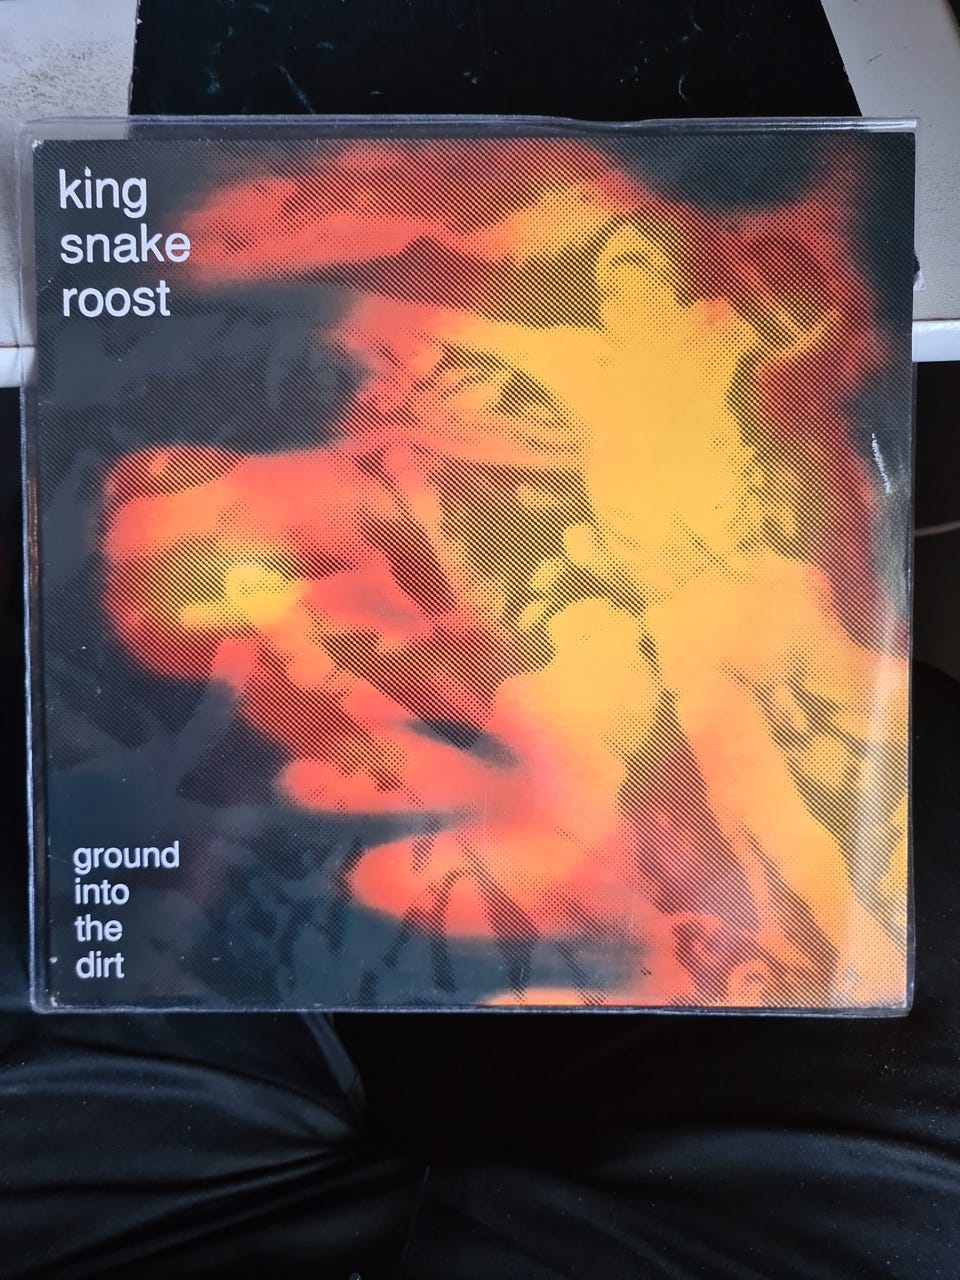 king
snake
roost
ground
into
the
dirt